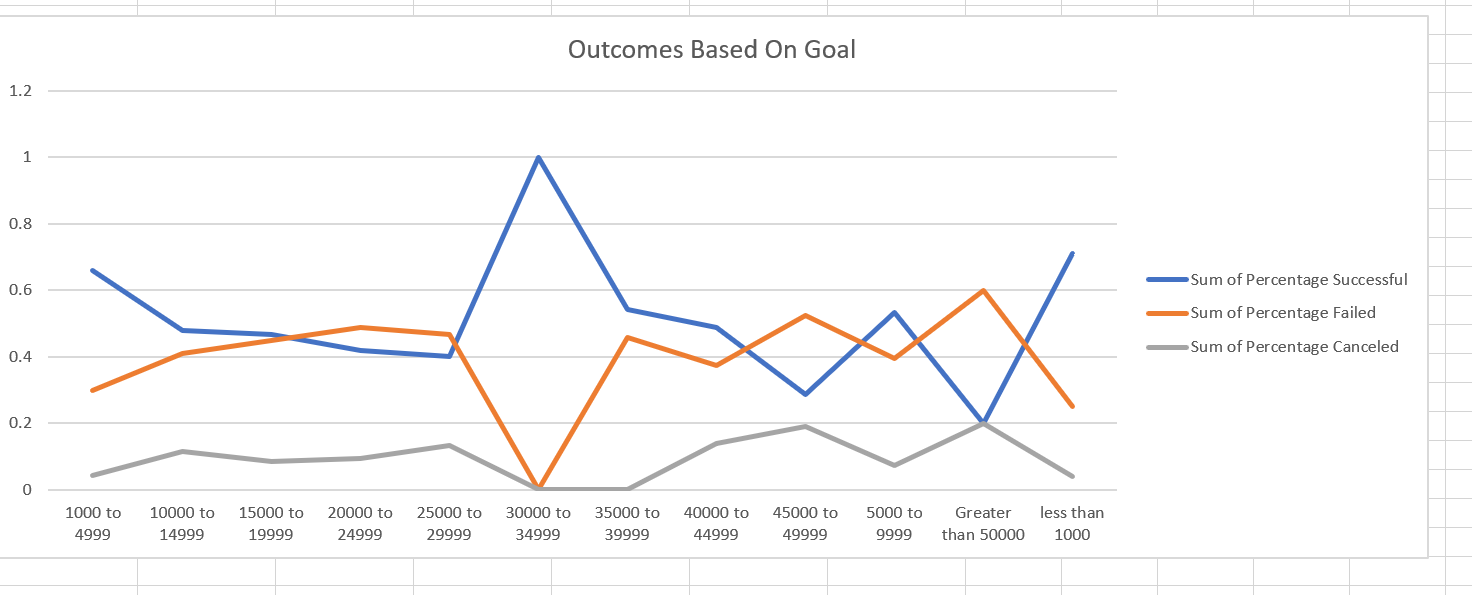 Outcomes Based On Goal
1.2
1
0.8
0.6
0.4
0.2
0
1000 to
4999
10000 to
14999
15000 to
19999
20000 to
24999
25000 to
29999
30000 to
34999
35000 to
39999
40000 to
44999
45000 to
49999
5000 to
9999
Greater
than 50000
less than
1000
Sum of Percentage Successful
Sum of Percentage Failed
Sum of Percentage Canceled